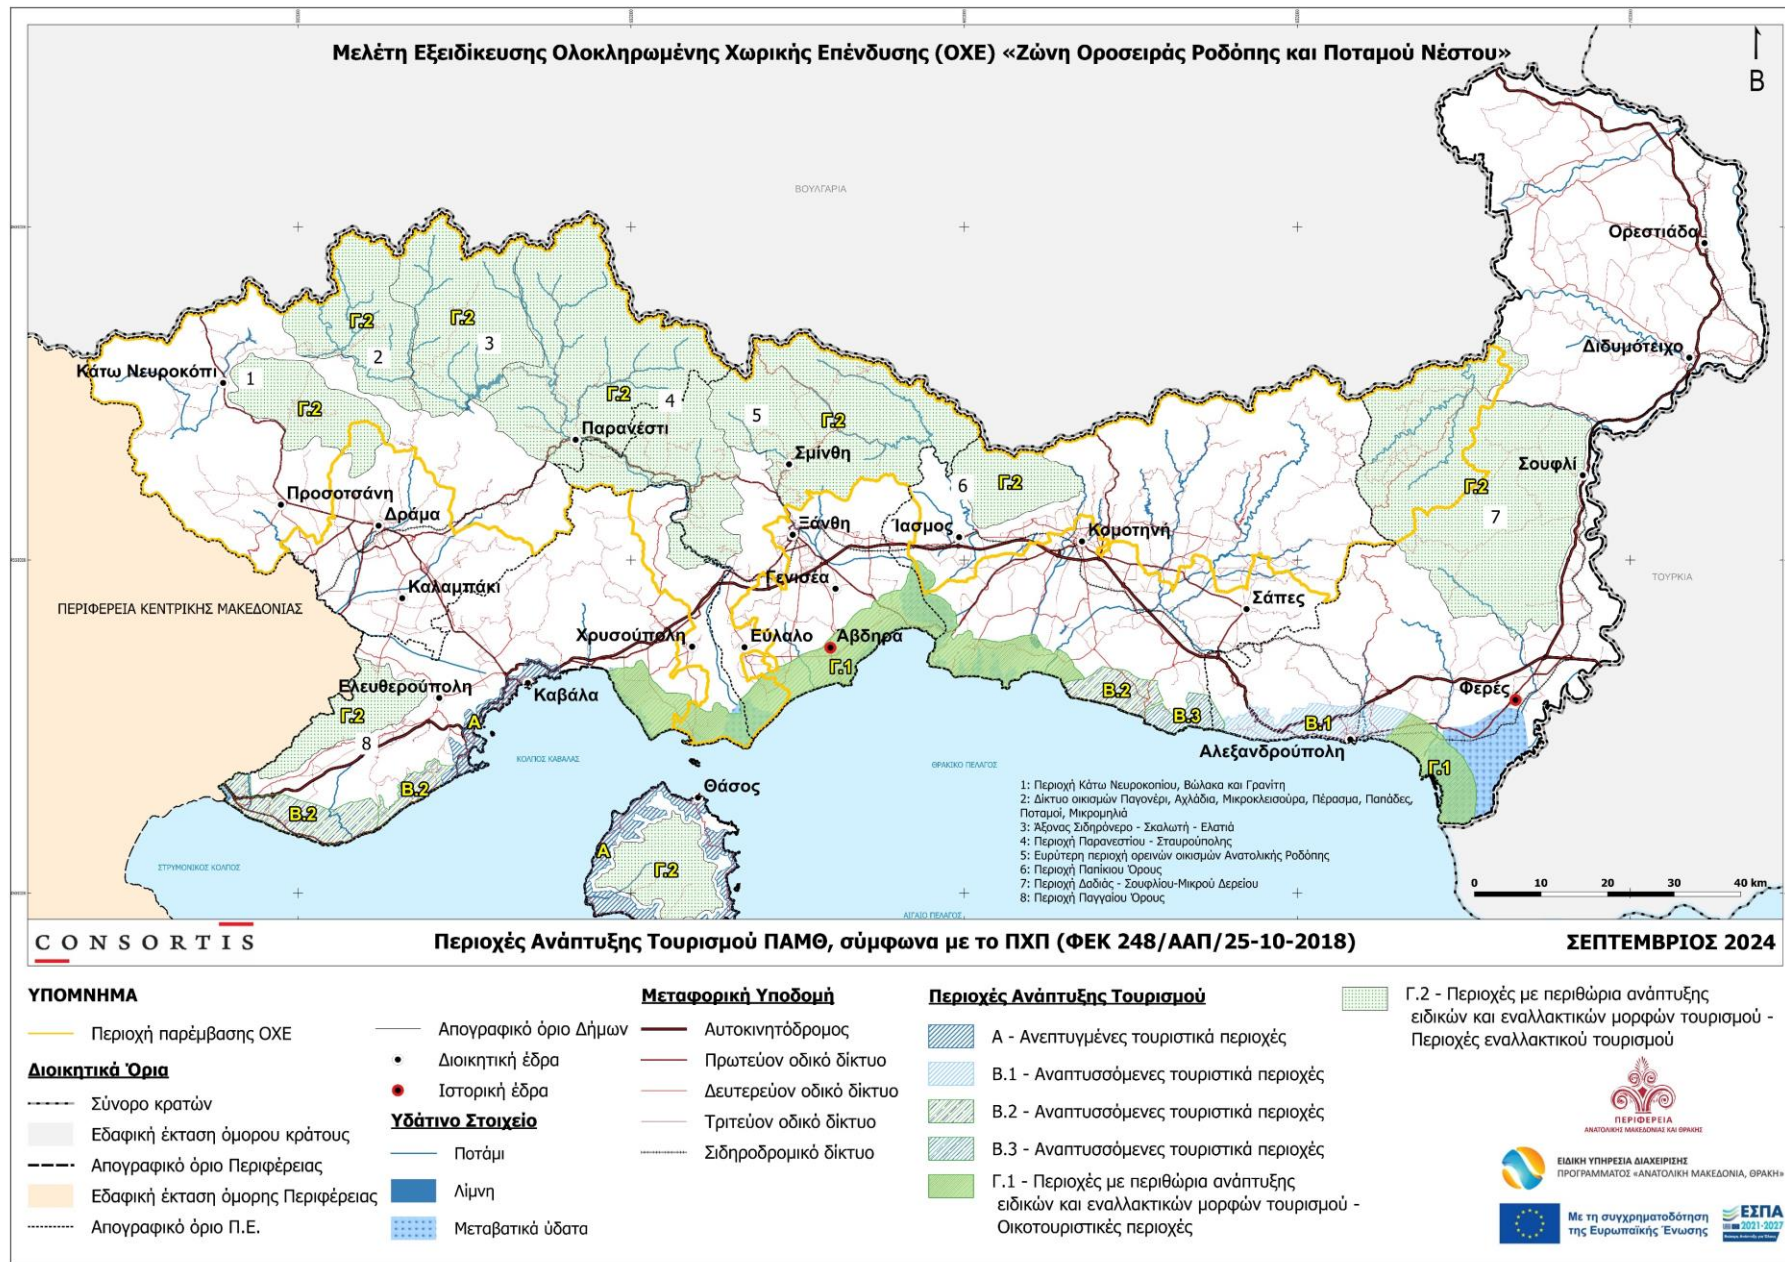 Μελέτη Εξειδίκευσης Ολοκληρωμένης Χωρικής Επένδυσης (ΟΧΕ) «Ζώνη Οροσειράς Ροδόπης και Ποταμού Νέστου»
Β
ΒΟΥΛΓΑΡΙΑ
Ορεστιάδα
Γ.2
Γ.2
2
3
Διδυμότειχο
Κάτω Νευροκόπι
1
Γ.2
Γ.2
4
5
Γ.2
Παρανέστι
Σμίνθη
Σουφλί
6
Γ.2
Γ.2
7
Προσοτσάνη
Δράμα
Ξάνθη
Ίασμος
Κομοτηνή
Γενισέα
ΤΟΥΡΚΙΑ
Καλαμπάκι
Σάπες
ΠΕΡΙΦΕΡΕΙΑ ΚΕΝΤΡΙΚΗΣ ΜΑΚΕΔΟΝΙΑΣ
Χρυσούπολη
Εύλαλο
Άβδηρα
Γ.1
Ελευθερούπολη
Καβάλα
Φερές
Γ.2
Α
Β.2
Β.3
Β.1
8
Αλεξανδρούπολη
ΚΟΛΠΟΣ ΚΑΒΑΛΑΣ
ΘΡΑΚΙΚΟ ΠΕΛΑΓΟΣ
Γ.1
Β.2
Β.2
Θάσος
1: Περιοχή Κάτω Νευροκοπίου, Βώλακα και Γρανίτη
2: Δίκτυο οικισμών Παγονέρι, Αχλάδια, Μικροκλεισούρα, Πέρασμα, Παπάδες,
Ποταμοί, Μικρομηλιά
3: Άξονας Σιδηρόνερο - Σκαλωτή - Ελατιά
4: Περιοχή Παρανεστίου - Σταυρούπολης
5: Ευρύτερη περιοχή ορεινών οικισμών Ανατολικής Ροδόπης
6: Περιοχή Παπίκιου Όρους
7: Περιοχή Δαδιάς - Σουφλίου-Μικρού Δερείου
8: Περιοχή Παγγαίου Όρους
Α
Γ.2
ΣΤΡΥΜΟΝΙΚΟΣ ΚΟΛΠΟΣ
ΑΙΓΑΙΟ ΠΕΛΑΓΟΣ
0 10 20 30 40 km
CONSORTIS
Περιοχές Ανάπτυξης Τουρισμού ΠΑΜΘ, σύμφωνα με το ΠΧΠ (ΦΕΚ 248/ΑΑΠ/25-10-2018)
ΣΕΠΤΕΜΒΡΙΟΣ 2024
ΥΠΟΜΝΗΜΑ
Περιοχή παρέμβασης ΟΧΕ
Διοικητικά Όρια
Σύνορο κρατών
Εδαφική έκταση όμορου κράτους
Απογραφικό όριο Περιφέρειας
Εδαφική έκταση όμορης Περιφέρειας
Απογραφικό όριο Π.Ε.
Απογραφικό όριο Δήμων
Διοικητική έδρα
Ιστορική έδρα
Υδάτινο Στοιχείο
Ποτάμι
Λίμνη
Μεταβατικά ύδατα
Μεταφορική Υποδομή
Αυτοκινητόδρομος
Πρωτεύον οδικό δίκτυο
Δευτερεύον οδικό δίκτυο
Τριτεύον οδικό δίκτυο
Σιδηροδρομικό δίκτυο
Περιοχές Ανάπτυξης Τουρισμού
Α - Ανεπτυγμένες τουριστικά περιοχές
Β.1 - Αναπτυσσόμενες τουριστικά περιοχές
Β.2 - Αναπτυσσόμενες τουριστικά περιοχές
Β.3 - Αναπτυσσόμενες τουριστικά περιοχές
Γ.1 - Περιοχές με περιθώρια ανάπτυξης
ειδικών και εναλλακτικών μορφών τουρισμού -
Οικοτουριστικές περιοχές
Γ.2 - Περιοχές με περιθώρια ανάπτυξης
ειδικών και εναλλακτικών μορφών τουρισμού -
Περιοχές εναλλακτικού τουρισμού
ΠΕΡΙΦΕΡΕΙΑ
ΑΝΑΤΟΛΙΚΗΣ ΜΑΚΕΔΟΝΙΑΣ ΚΑΙ ΘΡΑΚΗΣ
ΕΙΔΙΚΗ ΥΠΗΡΕΣΙΑ ΔΙΑΧΕΙΡΙΣΗΣ
ΠΡΟΓΡΑΜΜΑΤΟΣ «ΑΝΑΤΟΛΙΚΗ ΜΑΚΕΔΟΝΙΑ, ΘΡΑΚΗ»
Με τη συγχρηματοδότηση
της Ευρωπαϊκής Ένωσης
ΕΣΠΑ
2021-2027